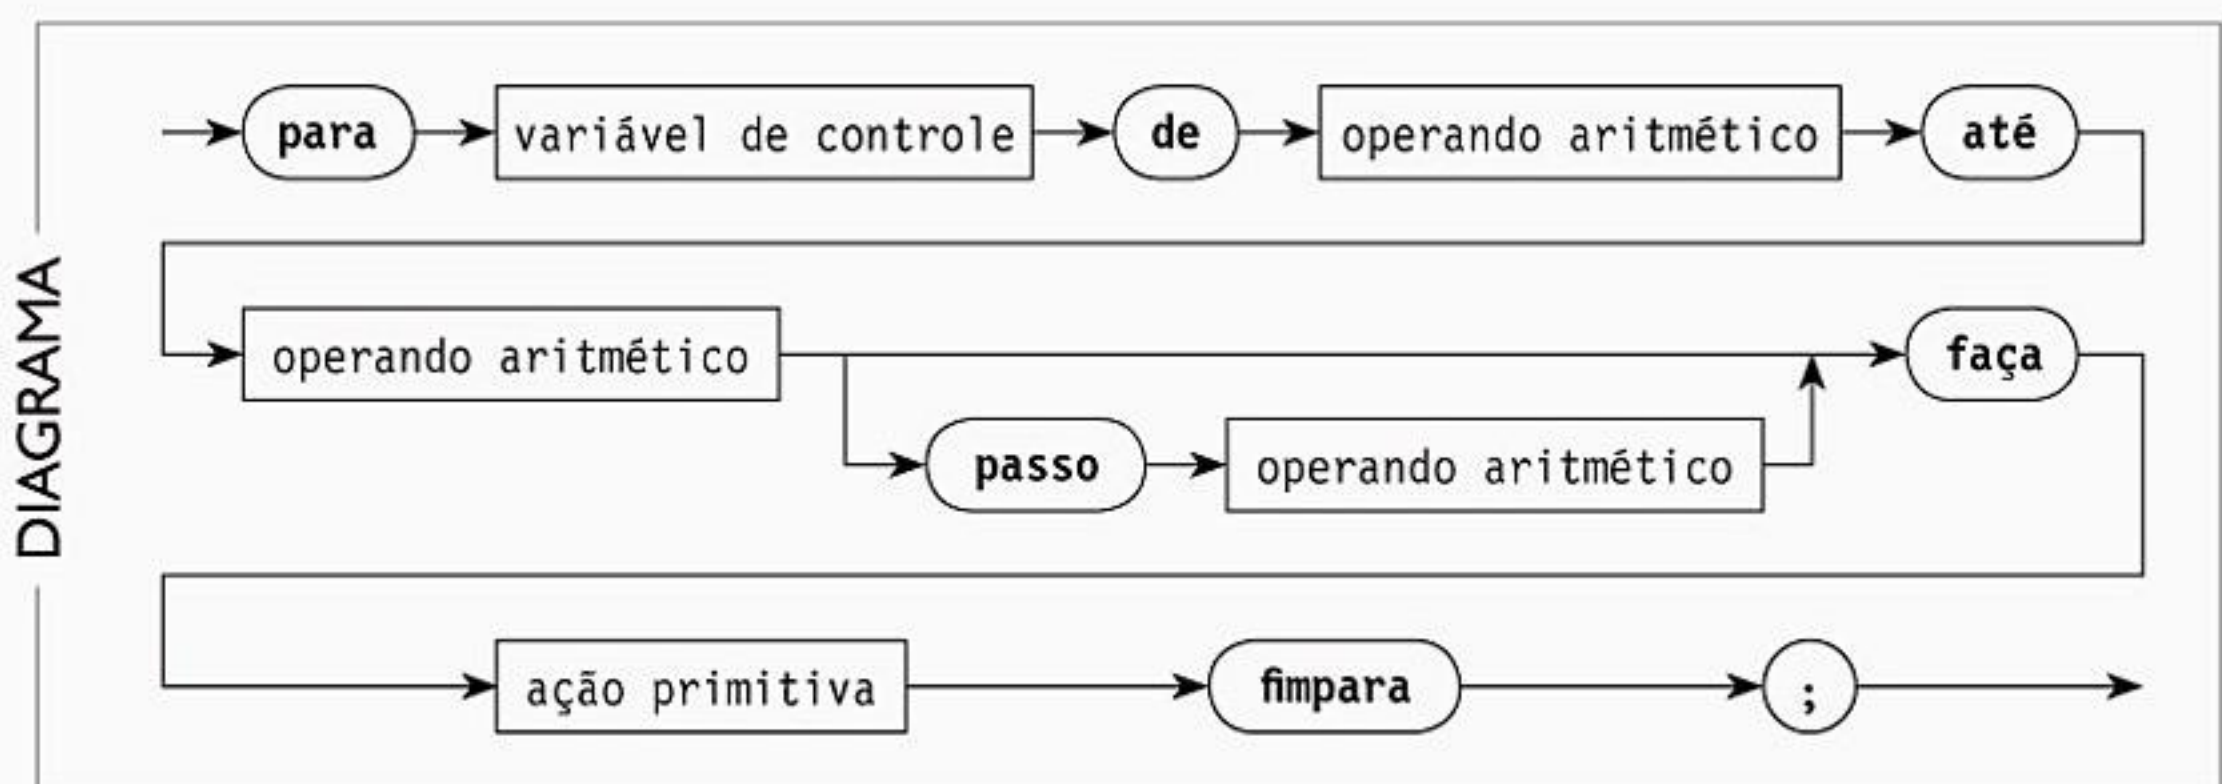 DIAGRAMA
para variável de controle de operando aritmético até
operando aritmético faça
passo operando aritmético
ação primitiva fimpara ;